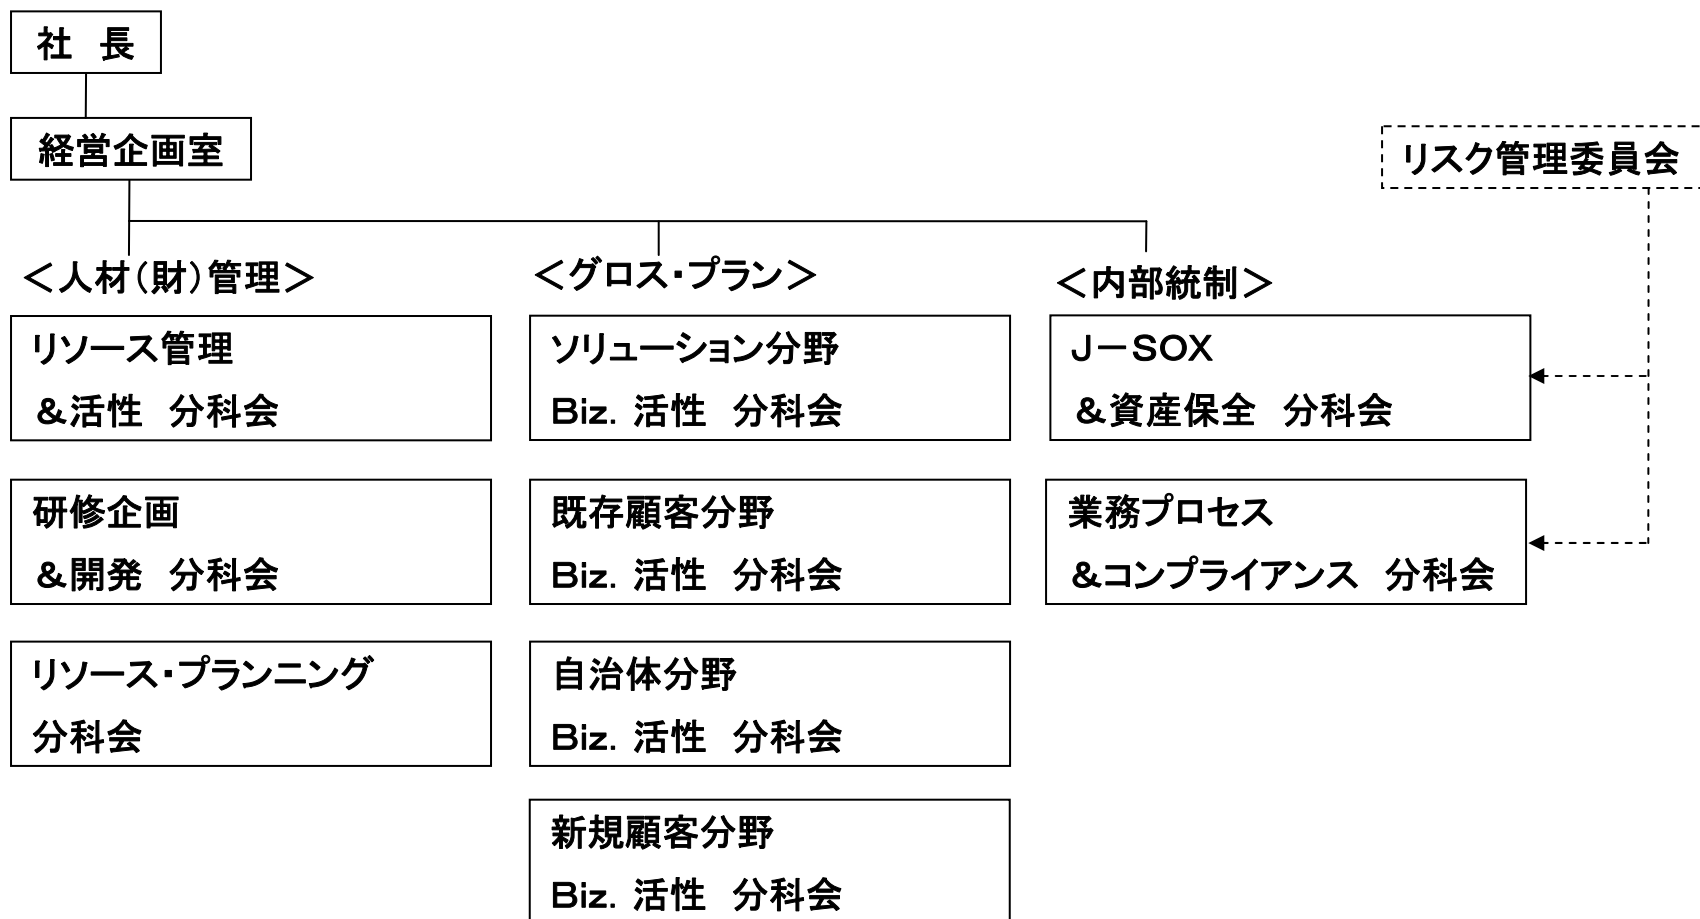 社　長
経営企画室
リスク管理委員会
＜人材（財）管理＞
リソース管理
＆活性　分科会
研修企画
＆開発　分科会
リソース・プランニング
分科会
＜グロス・プラン＞
ソリューション分野
Biz．活性　分科会
既存顧客分野
Biz．活性　分科会
自治体分野
Biz．活性　分科会
新規顧客分野
Biz．活性　分科会
＜内部統制＞
J－SOX
＆資産保全　分科会
業務プロセス
＆コンプライアンス　分科会